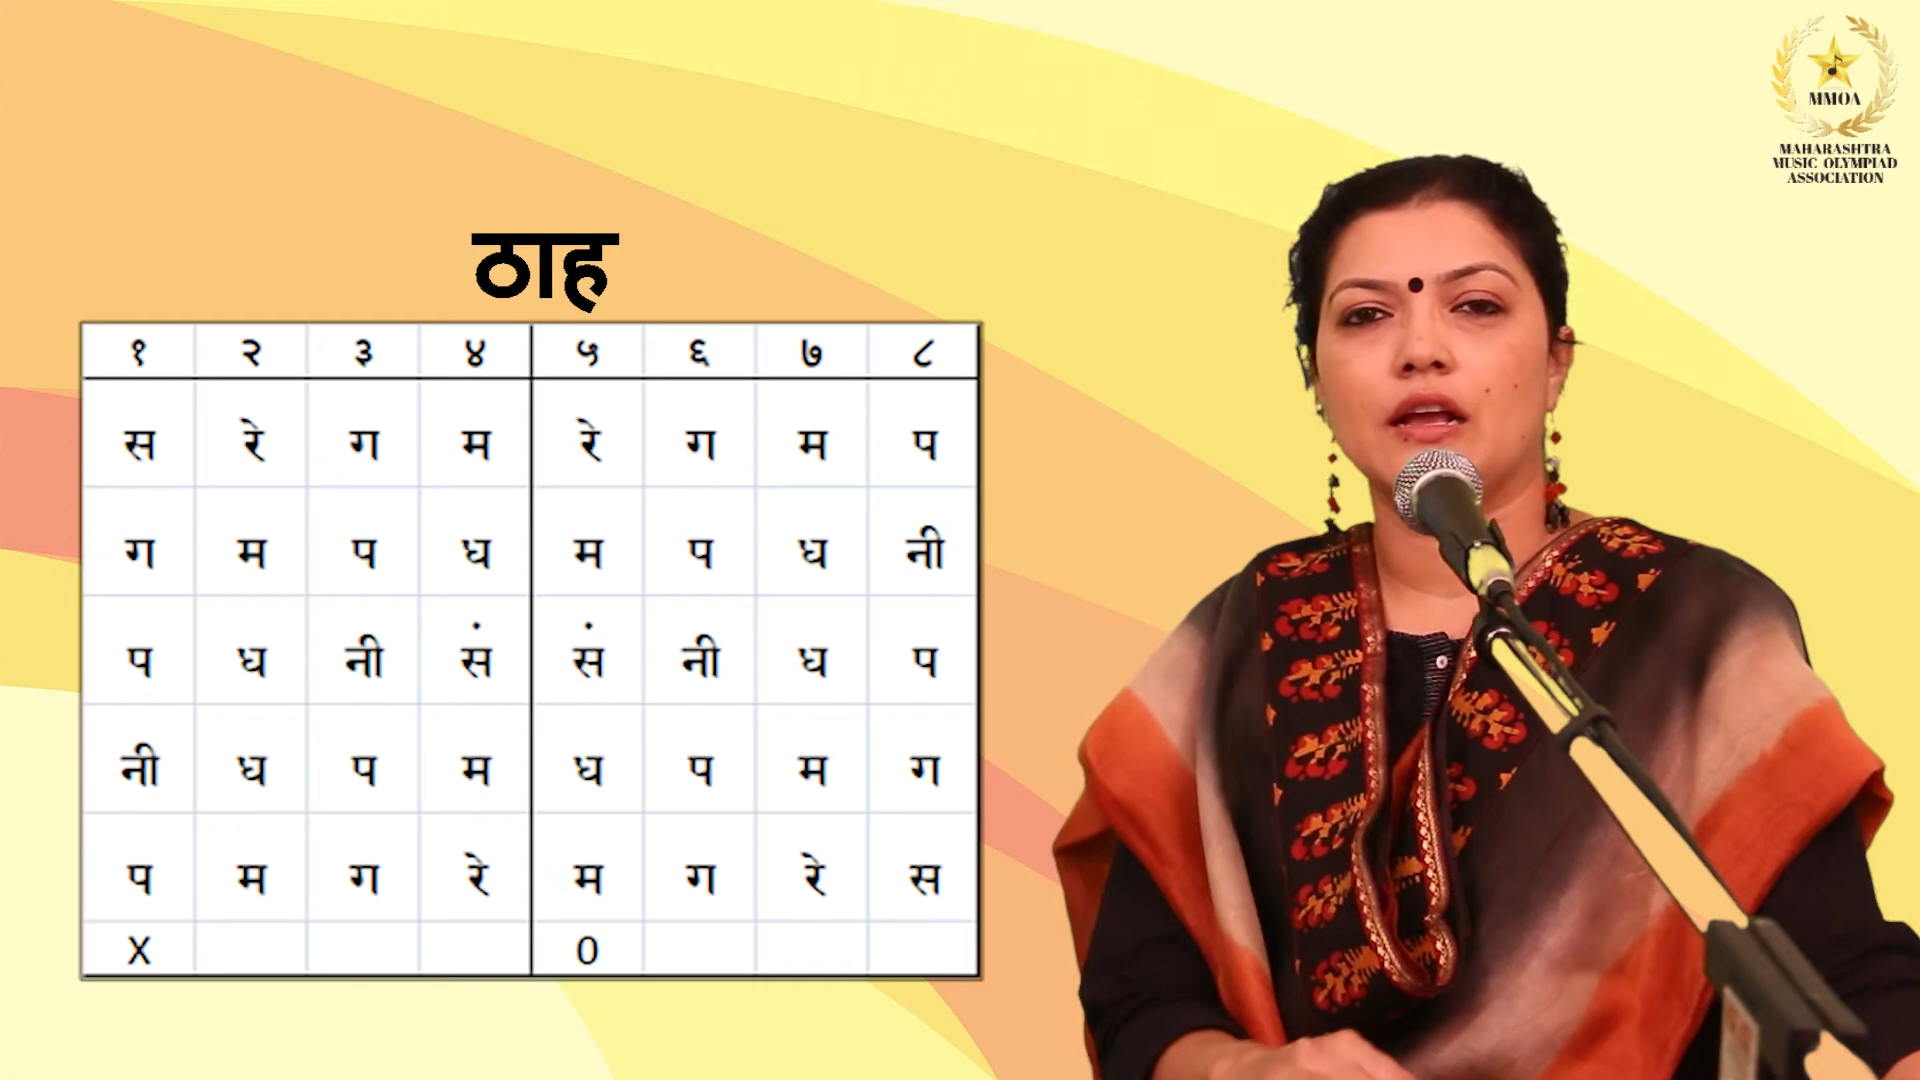 MMOA
MAHARASHTRA
MUSIC OLYMPIAD
ASSOCIATION
ठाह
१ २ ३ ४ ५ ६ ७ ८
स रे ग म रे ग म प
ग म प ध म प ध नी
प ध नी सं सं नी ध प
नी ध प म ध प म ग
प म ग रे म ग रे स
X 0